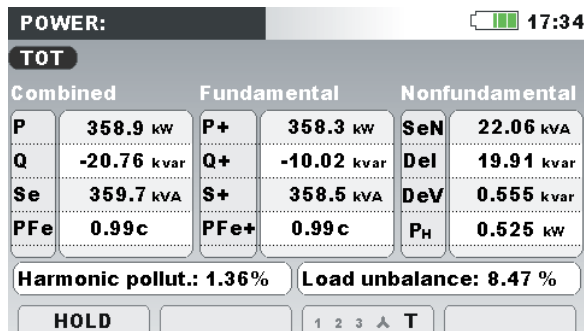 POWER: 17:34
TOT
Combined Fundamental Nonfundamental
P 358.9 kW P+ 358.3 kW SeN 22.06 kVA
Q -20.76 kvar Q+ -10.02 kvar DeI 19.91 kvar
Se 359.7 kVA S+ 358.5 kVA DeV 0.555 kvar
PFe 0.99c PFe+ 0.99c PH 0.525 kW
Harmonic pollut.: 1.36% Load unbalance: 8.47 %
HOLD 1 2 3 人 T